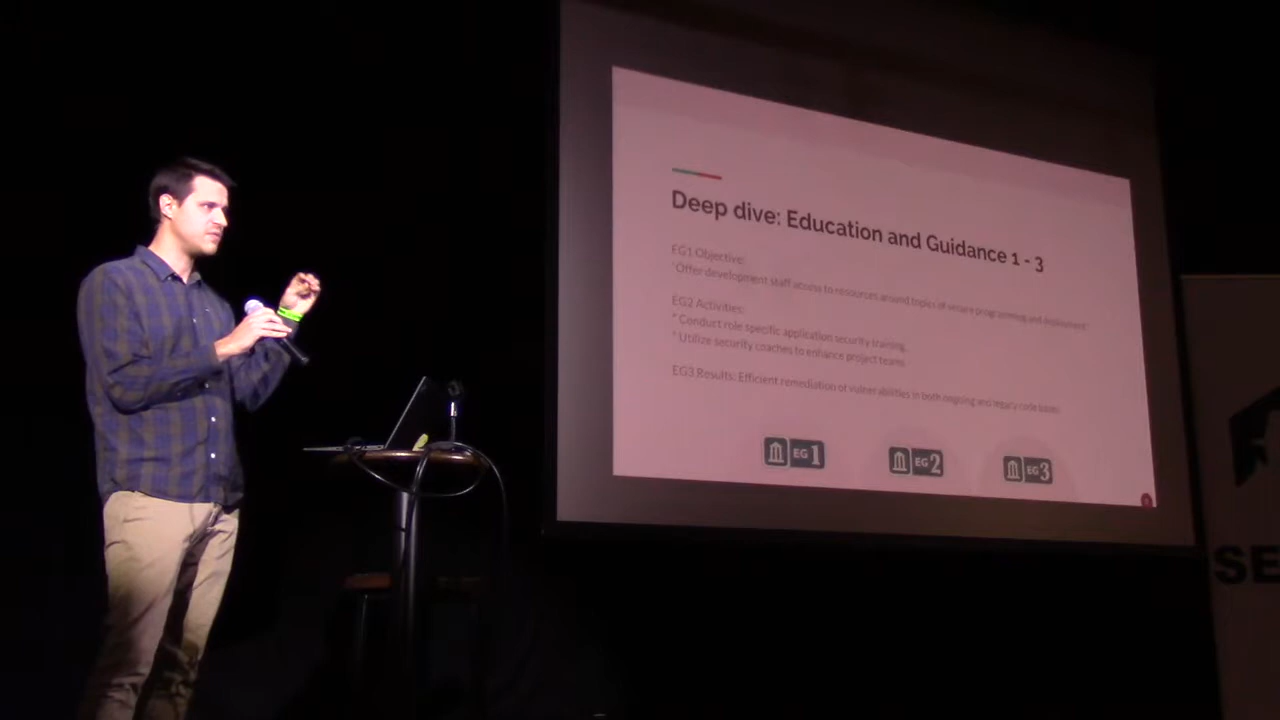 Deep dive: Education and Guidance 1 - 3
EG1 Objective:
'Offer development staff access to resources around topics of secure programming and deployment'
EG2 Activities:
* Conduct role specific application security training
* Utilize security coaches to enhance project teams
EG3 Results: Efficient remediation of vulnerabilities in both ongoing and legacy code bases
EG 1
EG 2
EG 3
SE